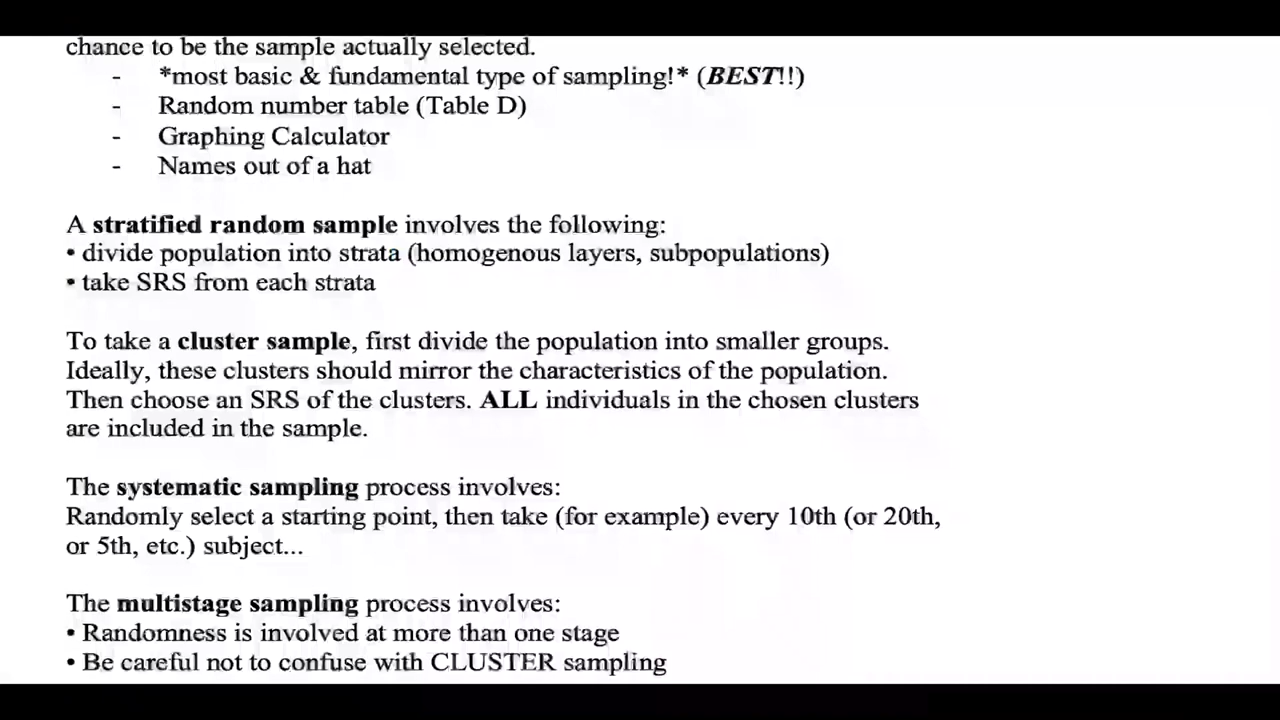 chance to be the sample actually selected.
- *most basic & fundamental type of sampling!* (BEST!!)
- Random number table (Table D)
- Graphing Calculator
- Names out of a hat
A stratified random sample involves the following:
• divide population into strata (homogenous layers, subpopulations)
• take SRS from each strata
To take a cluster sample, first divide the population into smaller groups.
Ideally, these clusters should mirror the characteristics of the population.
Then choose an SRS of the clusters. ALL individuals in the chosen clusters
are included in the sample.
The systematic sampling process involves:
Randomly select a starting point, then take (for example) every 10th (or 20th,
or 5th, etc.) subject...
The multistage sampling process involves:
• Randomness is involved at more than one stage
• Be careful not to confuse with CLUSTER sampling